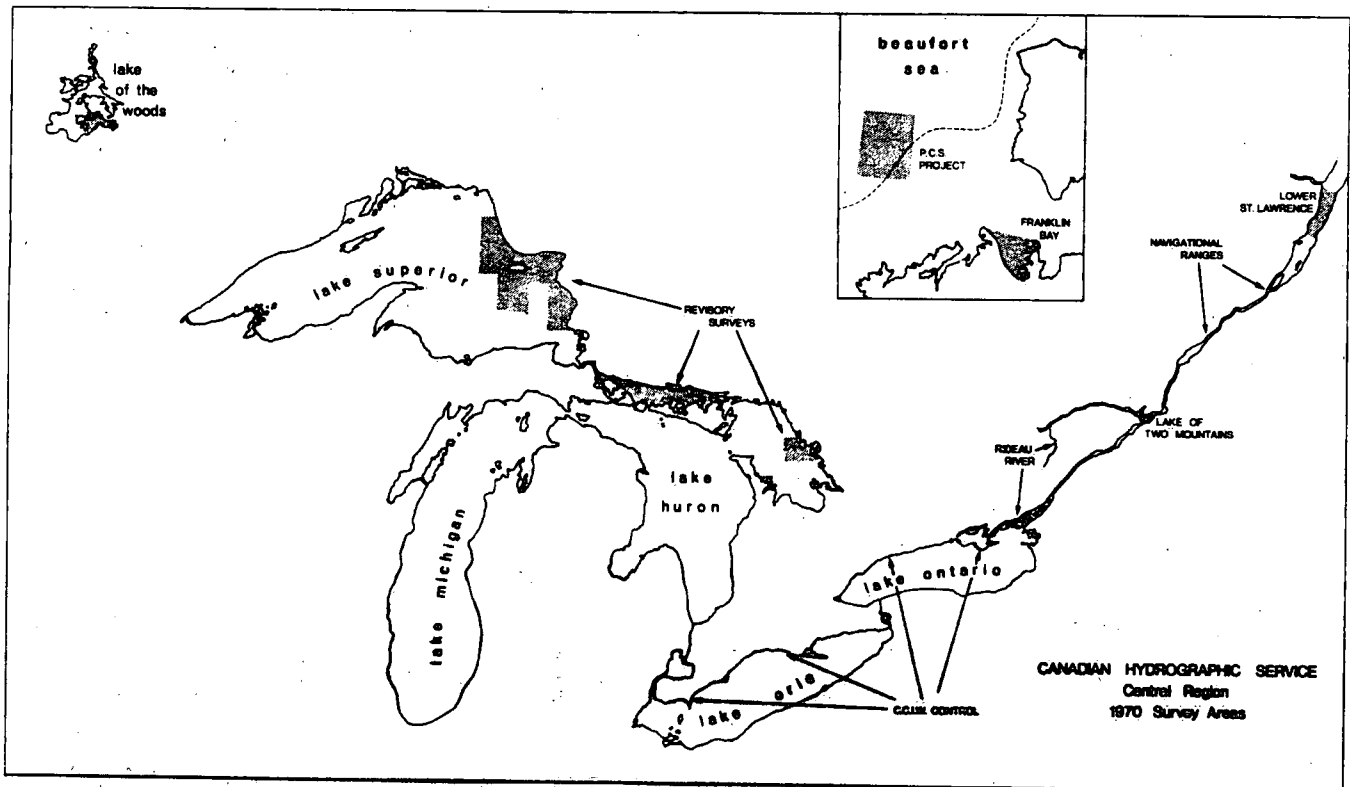 lake
of the
woods
beaufort
sea
P.C.S.
PROJECT
FRANKLIN
BAY
LOWER
ST. LAWRENCE
NAVIGATIONAL
RANGES
lake superior
REVISORY
SURVEYS
LAKE OF
TWO MOUNTAINS
RIDEAU
RIVER
lake
huron
lake michigan
lake ontario
lake erie
C.C.I.W. CONTROL
CANADIAN HYDROGRAPHIC SERVICE
Central Region
1970 Survey Areas